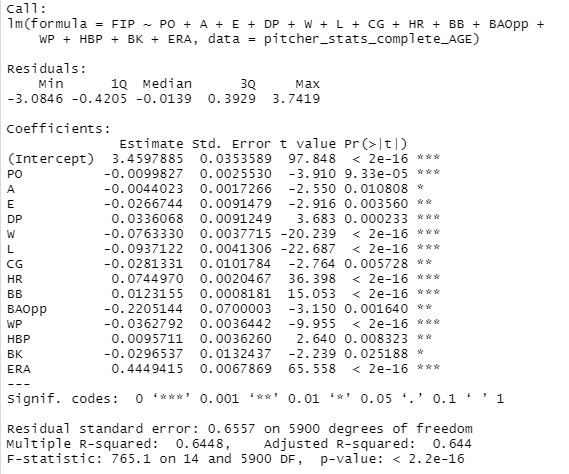 Call:
lm(formula = FIP ~ PO + A + E + DP + W + L + CG + HR + BB + BAOpp +
    WP + HBP + BK + ERA, data = pitcher_stats_complete_AGE)

Residuals:
    Min      1Q  Median      3Q     Max
-3.0846 -0.4205 -0.0139  0.3929  3.7419

Coefficients:
              Estimate Std. Error t value Pr(>|t|)
(Intercept)  3.4597885  0.0353589  97.848  < 2e-16 ***
PO          -0.0099827  0.0025530  -3.910 9.33e-05 ***
A           -0.0044023  0.0017266  -2.550 0.010808 *
E           -0.0266744  0.0091479  -2.916 0.003560 **
DP           0.0336068  0.0091249   3.683 0.000233 ***
W           -0.0763330  0.0037715 -20.239  < 2e-16 ***
L           -0.0937122  0.0041306 -22.687  < 2e-16 ***
CG          -0.0281331  0.0101784  -2.764 0.005728 **
HR           0.0744970  0.0020467  36.398  < 2e-16 ***
BB           0.0123155  0.0008181  15.053  < 2e-16 ***
BAOpp       -0.2205144  0.0700003  -3.150 0.001640 **
WP          -0.0362792  0.0036442  -9.955  < 2e-16 ***
HBP          0.0095711  0.0036260   2.640 0.008323 **
BK          -0.0296537  0.0132437  -2.239 0.025188 *
ERA          0.4449415  0.0067869  65.558  < 2e-16 ***
---
Signif. codes:  0 ‘***’ 0.001 ‘**’ 0.01 ‘*’ 0.05 ‘.’ 0.1 ‘ ’ 1

Residual standard error: 0.6557 on 5900 degrees of freedom
Multiple R-squared:  0.6448,    Adjusted R-squared:  0.644
F-statistic: 765.1 on 14 and 5900 DF,  p-value: < 2.2e-16